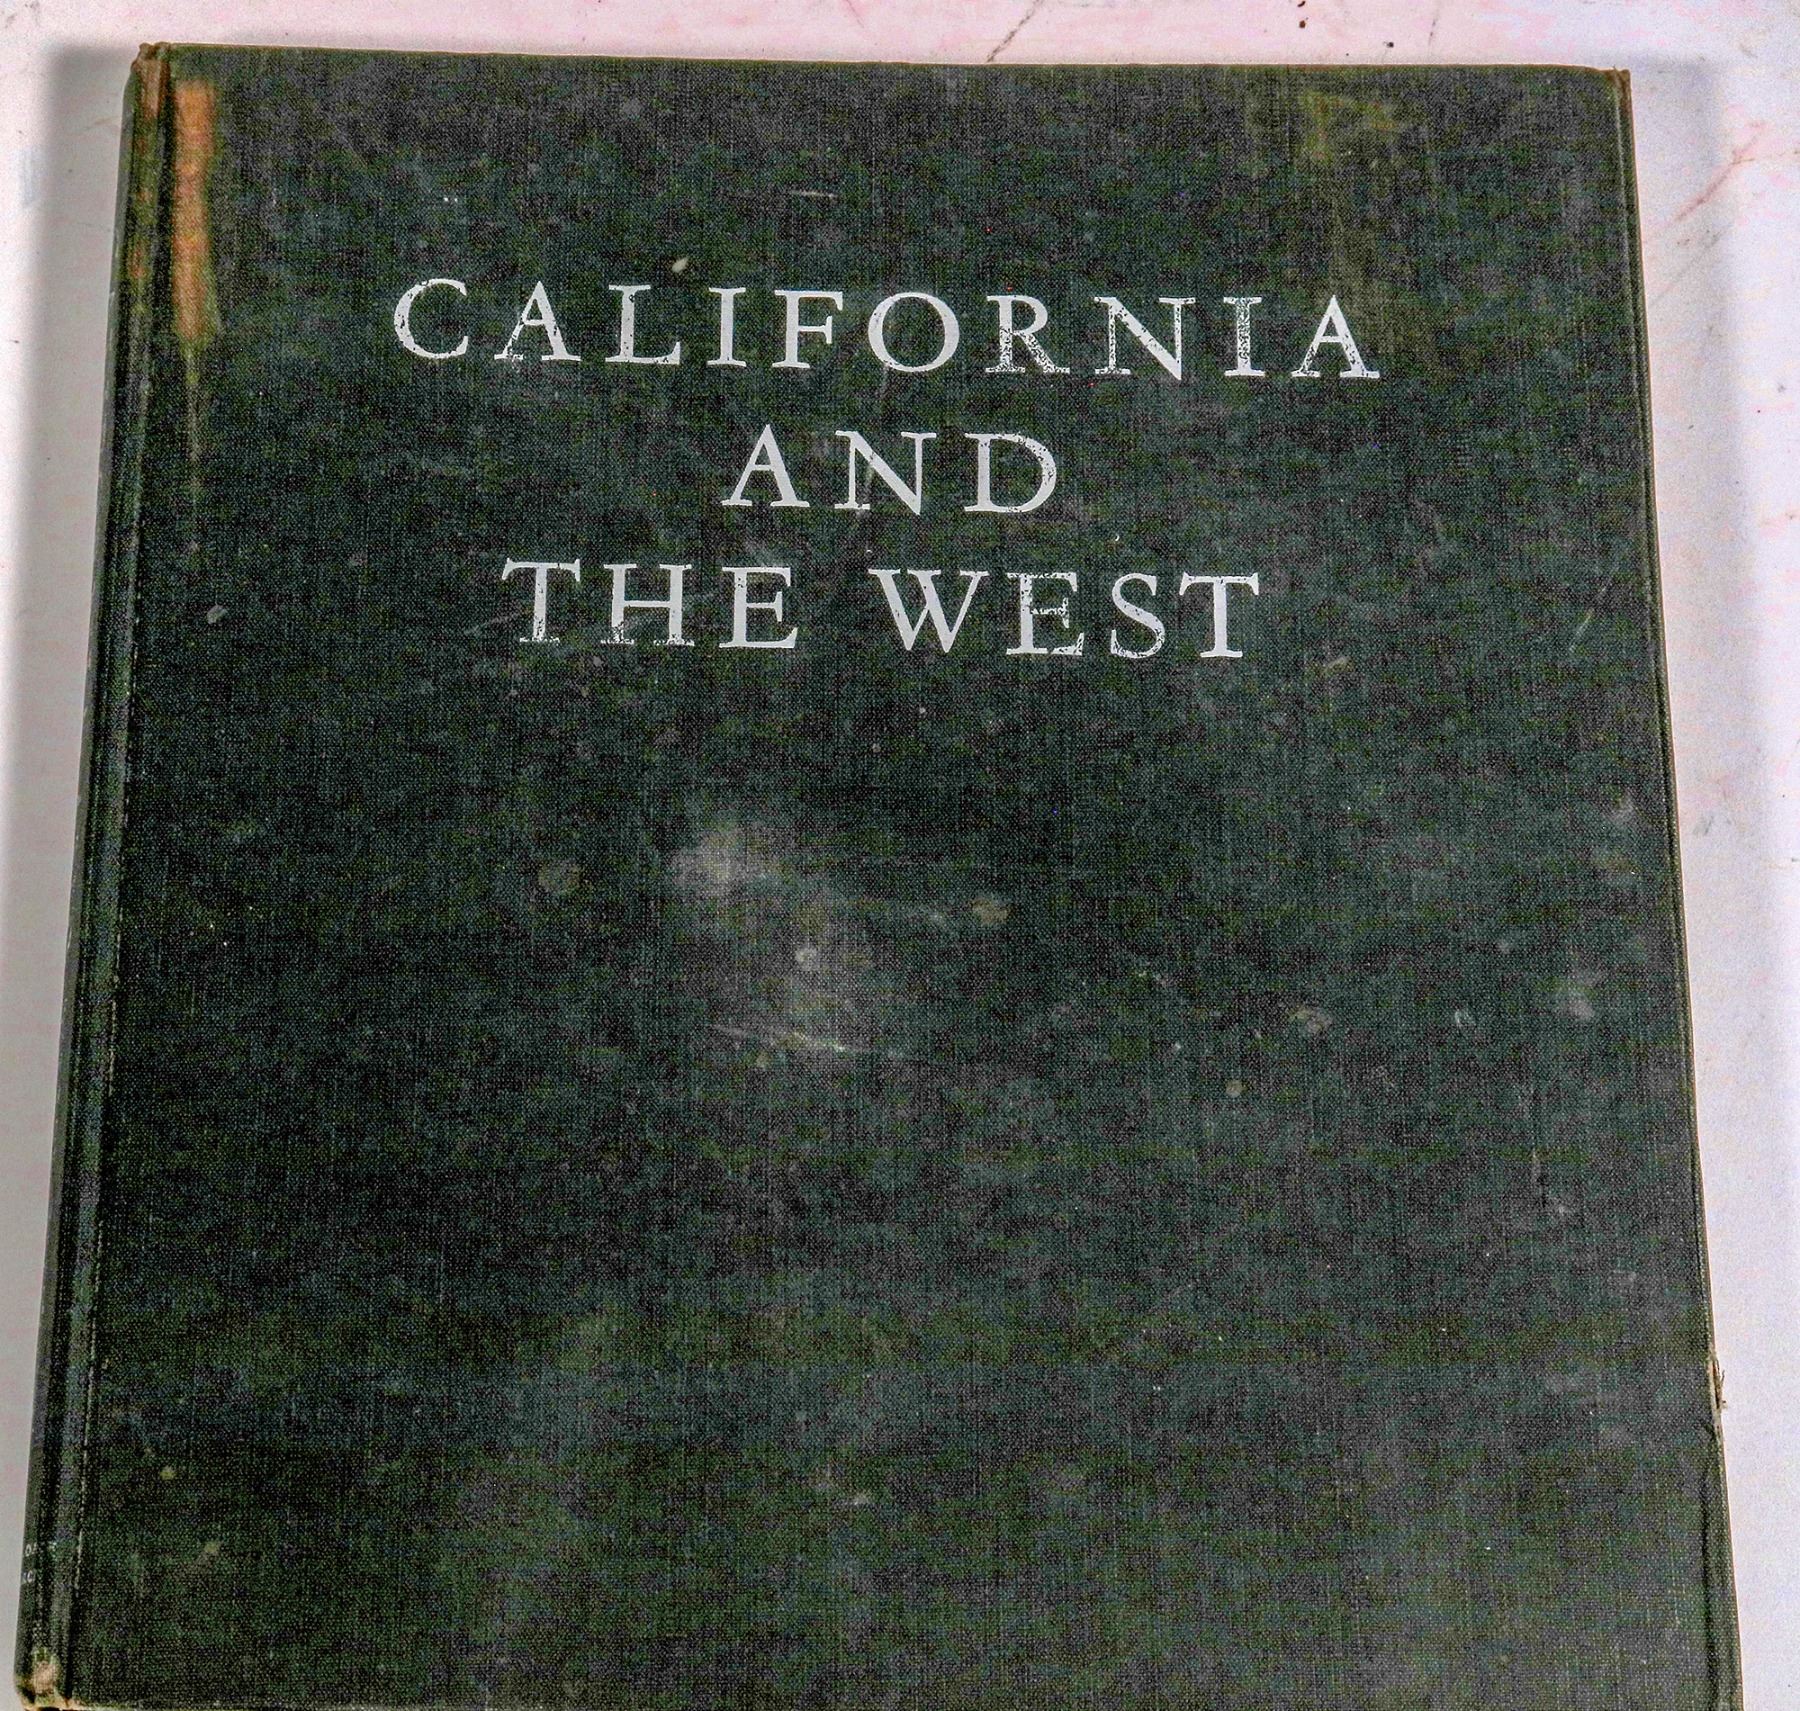 CALIFORNIA
AND
THE WEST